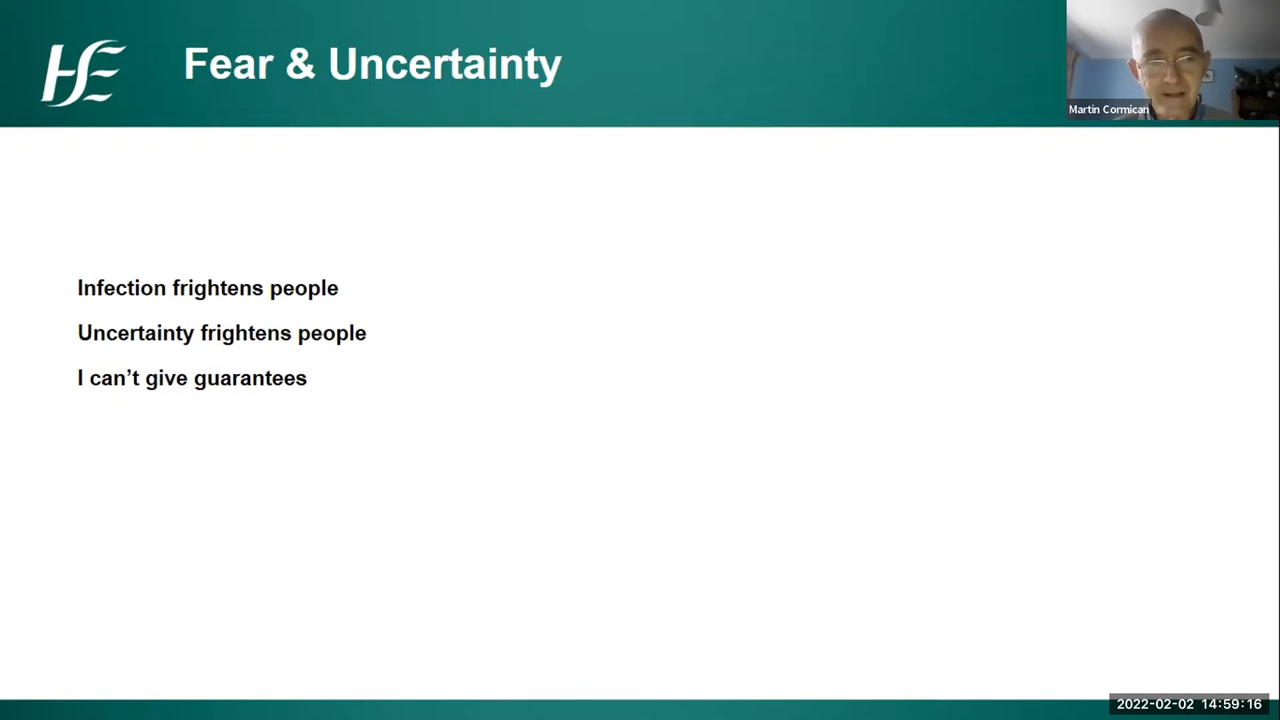 HSE
Fear & Uncertainty
Martin Cormican
Infection frightens people
Uncertainty frightens people
I can’t give guarantees
2022-02-02 14:59:16